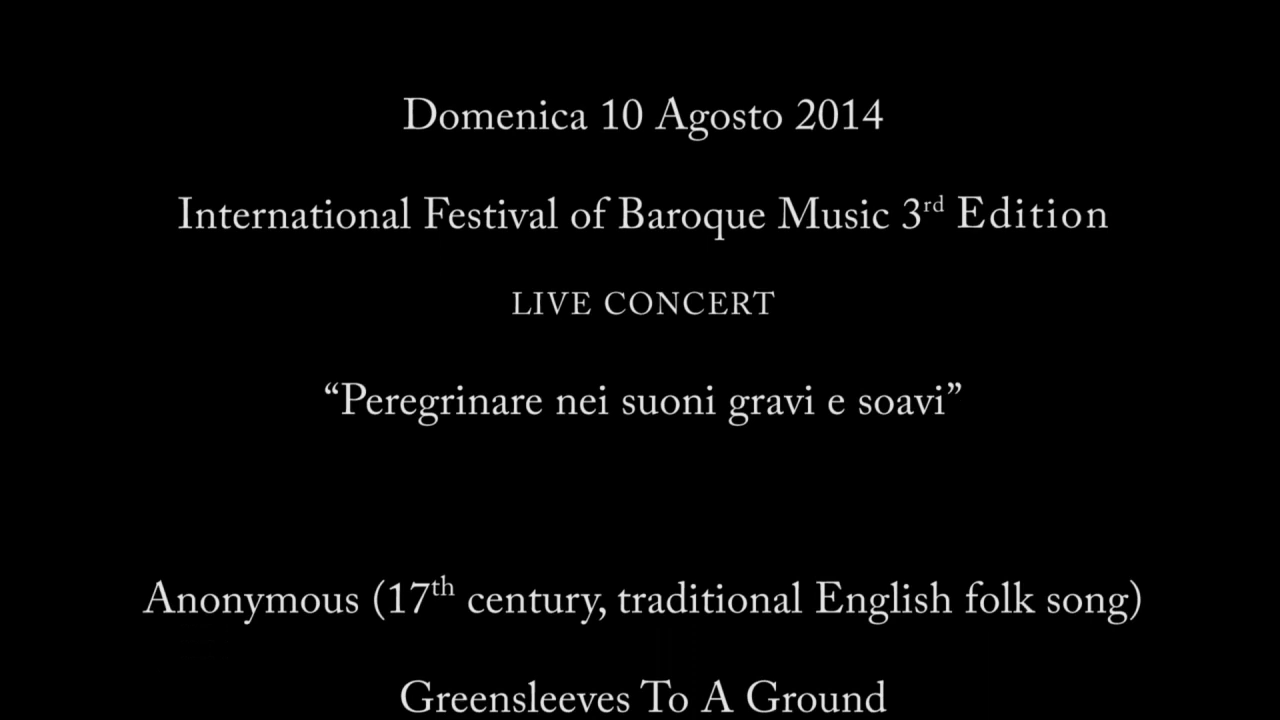 Domenica 10 Agosto 2014
International Festival of Baroque Music 3rd Edition
LIVE CONCERT
“Peregrinare nei suoni gravi e soavi”
Anonymous (17th century, traditional English folk song)
Greensleeves To A Ground